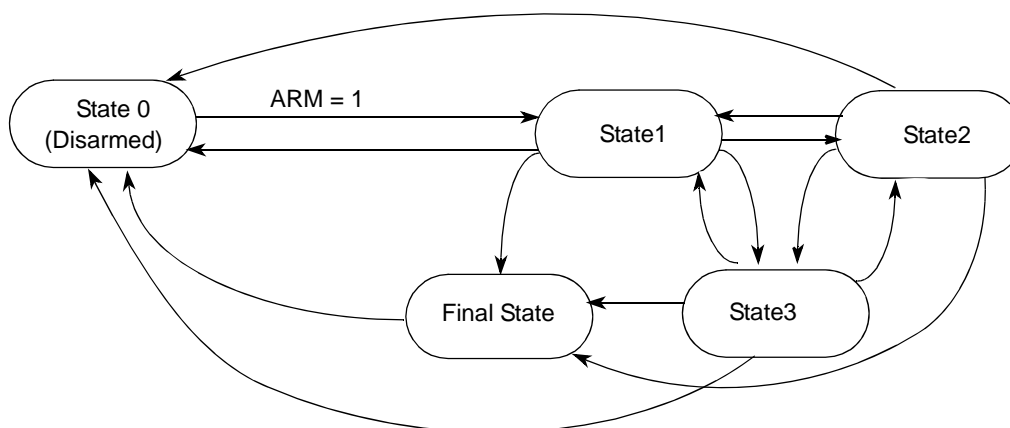 State 0
(Disarmed)
ARM = 1
State1
State2
Final State
State3